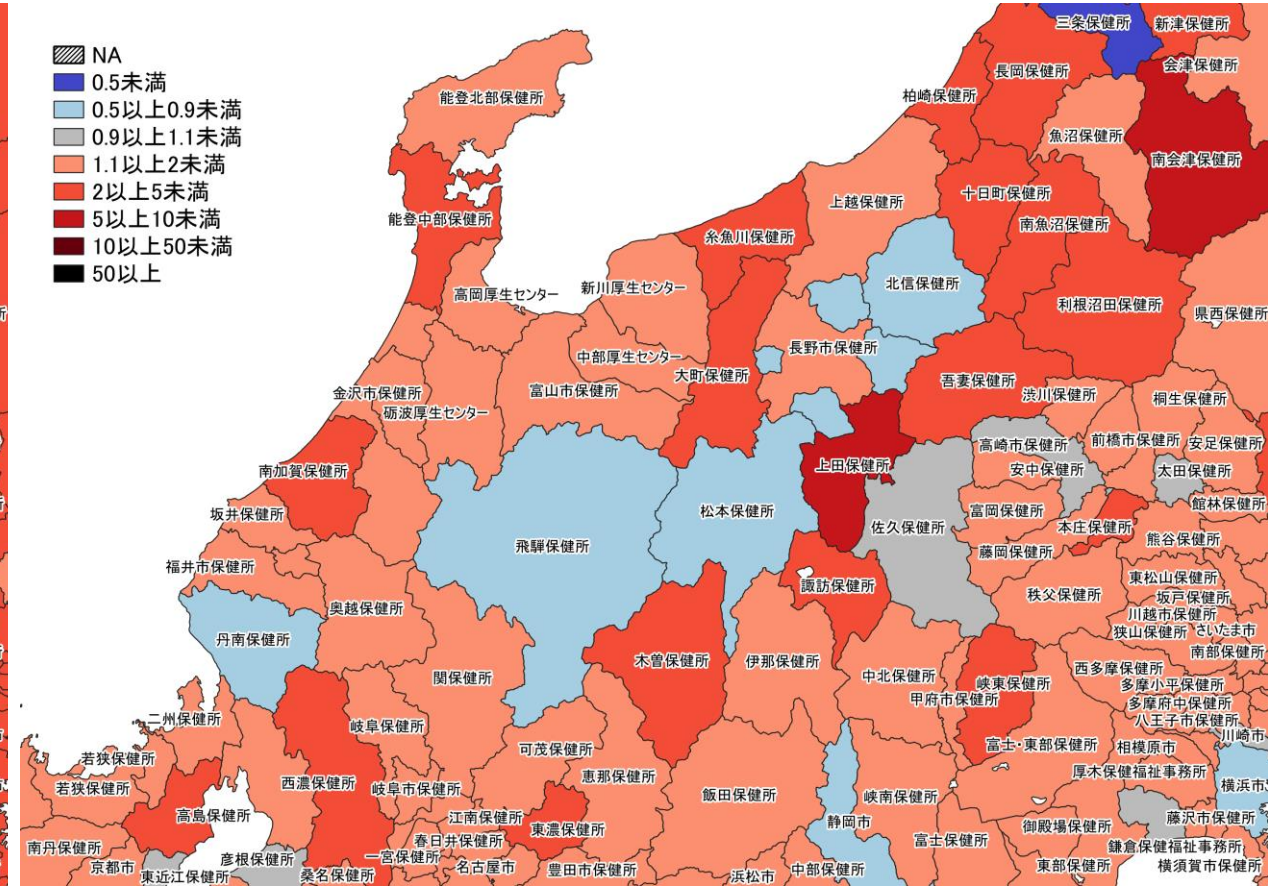 NA
0.5未満
0.5以上0.9未満
0.9以上1.1未満
1.1以上2未満
2以上5未満
5以上10未満
10以上50未満
50以上
三条保健所
新津保健所
会津保健所
長岡保健所
柏崎保健所
能登北部保健所
魚沼保健所
南会津保健所
十日町保健所
上越保健所
能登中部保健所
南魚沼保健所
糸魚川保健所
北信保健所
新川厚生センター
高岡厚生センター
利根沼田保健所
県西保健所
長野市保健所
中部厚生センター
大町保健所
吾妻保健所
金沢市保健所
富山市保健所
渋川保健所
桐生保健所
砺波厚生センター
高崎市保健所
前橋市保健所
安足保健所
南加賀保健所
上田保健所
安中保健所
太田保健所
館林保健所
坂井保健所
松本保健所
佐久保健所
富岡保健所
本庄保健所
飛騨保健所
藤岡保健所
熊谷保健所
福井市保健所
東松山保健所
諏訪保健所
秩父保健所
坂戸保健所
奥越保健所
川越市保健所
丹南保健所
狭山保健所
さいたま市
南部保健所
木曽保健所
伊那保健所
中北保健所
西多摩保健所
関保健所
峡東保健所
多摩小平保健所
甲府市保健所
多摩府中保健所
二州保健所
岐阜保健所
八王子市保健所
川崎市
可茂保健所
富士・東部保健所
相模原市
若狭保健所
恵那保健所
厚木保健福祉事務所
若狭保健所
西濃保健所
岐阜市保健所
飯田保健所
峡南保健所
横浜市
高島保健所
江南保健所
静岡市
東濃保健所
御殿場保健所
藤沢市保健所
南丹保健所
春日井保健所
富士保健所
鎌倉保健福祉事務所
彦根保健所
一宮保健所
京都市
名古屋市
豊田市保健所
中部保健所
東部保健所
横須賀市保健所
東近江保健所
桑名保健所
浜松市